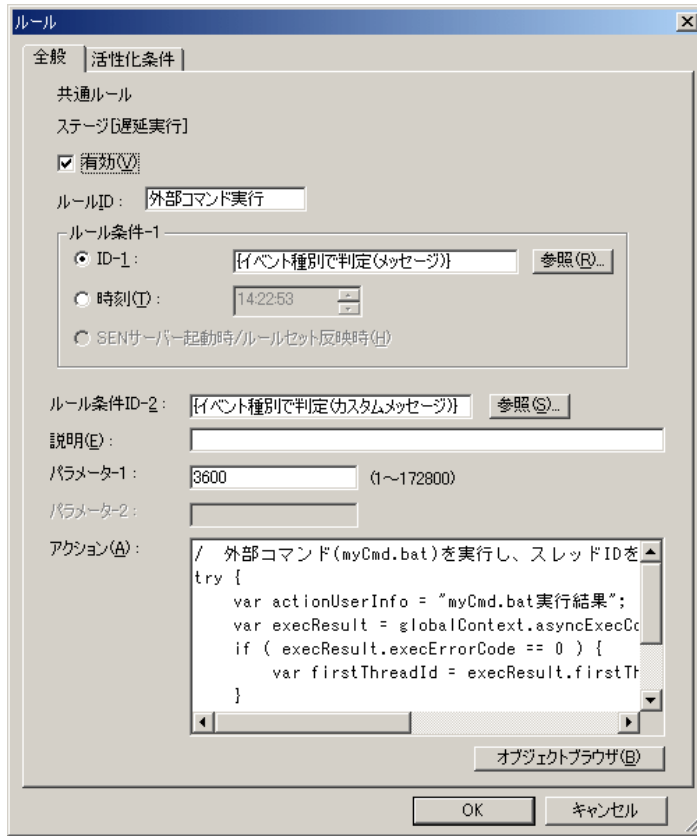 ルール
全般 活性化条件
共通ルール
ステージ[遅延実行]
有効(V)
ルールID： 外部コマンド実行
ルール条件-1
ID-1： {イベント種別で判定(メッセージ)} 参照(R)...
時刻(T)： 14:22:53
SENサーバー起動時/ルールセット反映時(H)
ルール条件ID-2： {イベント種別で判定(カスタムメッセージ)} 参照(S)...
説明(E)：
パラメーター1： 3600 (1～172800)
パラメーター2：
アクション(A)： / 外部コマンド(myCmd.bat)を実行し、スレッドIDを
try {
var actionUserInfo = "myCmd.bat実行結果";
var execResult = globalContext.asyncExecCo
if ( execResult.execErrorCode == 0 ) {
var firstThreadId = execResult.firstTh
}
オブジェクトブラウザ(B)
OK キャンセル